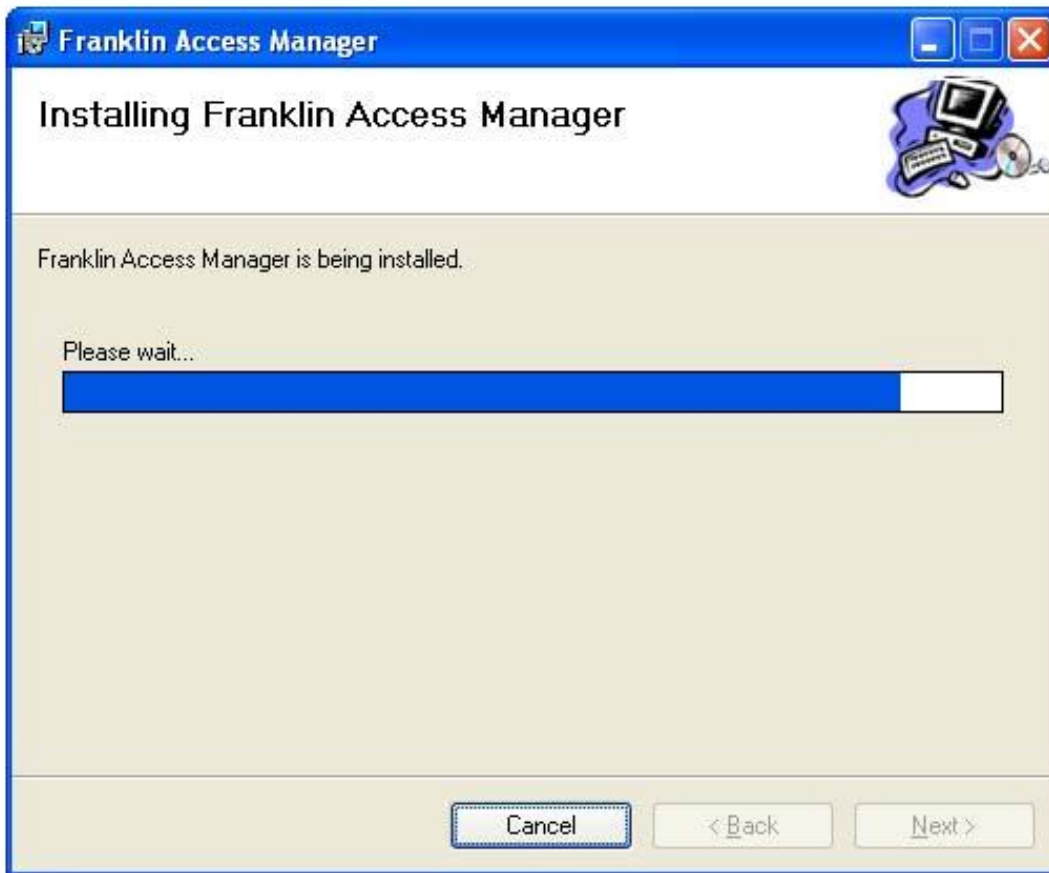 Franklin Access Manager
Installing Franklin Access Manager
Franklin Access Manager is being installed.
Please wait...
Cancel
< Back
Next >